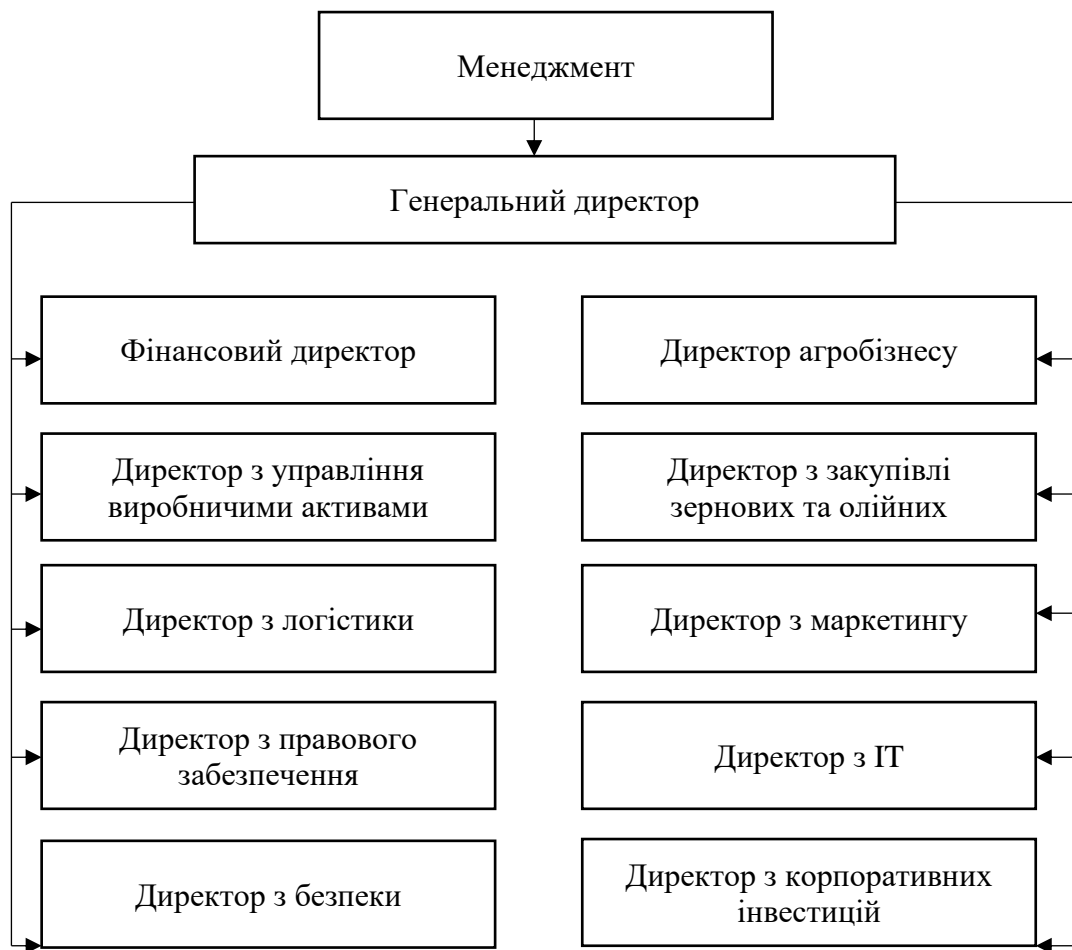 Менеджмент
Генеральний директор
Фінансовий директор
Директор агробізнесу
Директор з управління
виробничими активами
Директор з закупівлі
зернових та олійних
Директор з логістики
Директор з маркетингу
Директор з правового
забезпечення
Директор з ІТ
Директор з безпеки
Директор з корпоративних
інвестицій